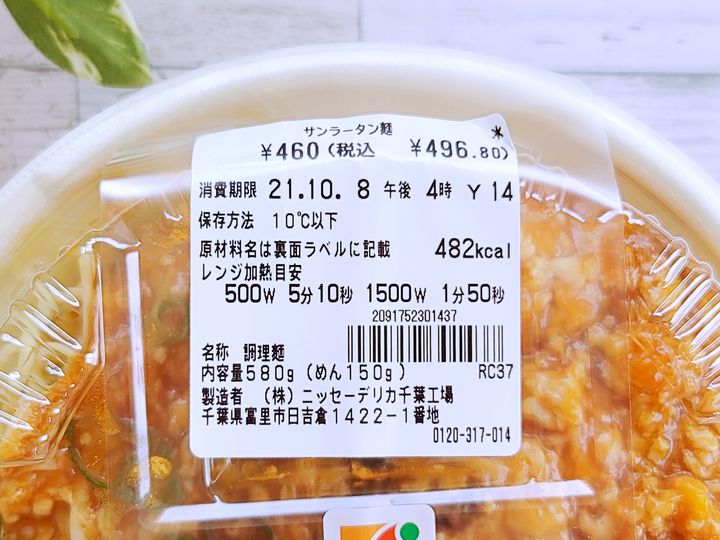 サンラータン麺 *
¥460(税込 ¥496.80)
消費期限 21.10. 8 午後 4時 Y 14
保存方法 10℃以下
原材料名は裏面ラベルに記載 482kcal
レンジ加熱目安
500W 5分10秒 1500W 1分50秒
2091752301437
名称 調理麺
内容量580g(めん150g) RC37
製造者 (株)ニッセーデリカ千葉工場
千葉県富里市日吉倉1422-1番地
0120-317-014